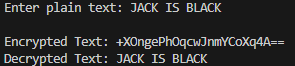 Enter plain text: JACK IS BLACK
Encrypted Text: +XOngePhOqcwJnmYCoXq4A==
Decrypted Text: JACK IS BLACK